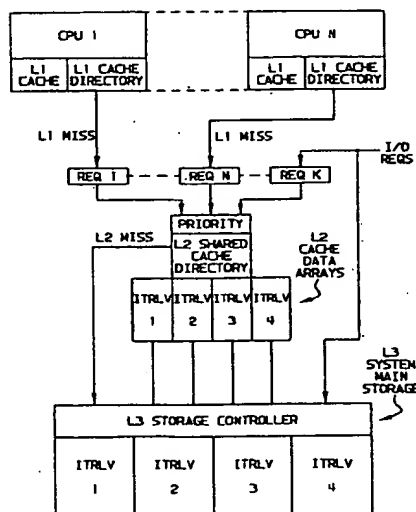 CPU 1
CPU N
L1 CACHE
L1 CACHE DIRECTORY
L1 CACHE
L1 CACHE DIRECTORY
L1 MISS
L1 MISS
I/O REQS
REQ 1
REQ N
REQ K
PRIORITY
L2 MISS
L2 SHARED CACHE DIRECTORY
L2 CACHE DATA ARRAYS
ITRLV 1
ITRLV 2
ITRLV 3
ITRLV 4
L3 SYSTEM MAIN STORAGE
L3 STORAGE CONTROLLER
ITRLV 1
ITRLV 2
ITRLV 3
ITRLV 4